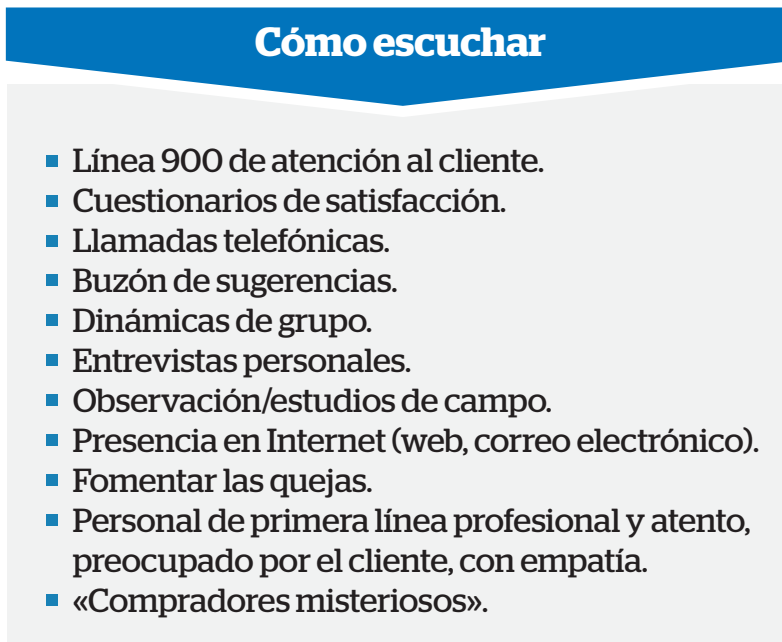 Cómo escuchar
▪ Línea 900 de atención al cliente.
▪ Cuestionarios de satisfacción.
▪ Llamadas telefónicas.
▪ Buzón de sugerencias.
▪ Dinámicas de grupo.
▪ Entrevistas personales.
▪ Observación/estudios de campo.
▪ Presencia en Internet (web, correo electrónico).
▪ Fomentar las quejas.
▪ Personal de primera línea profesional y atento,
preocupado por el cliente, con empatía.
▪ «Compradores misteriosos».